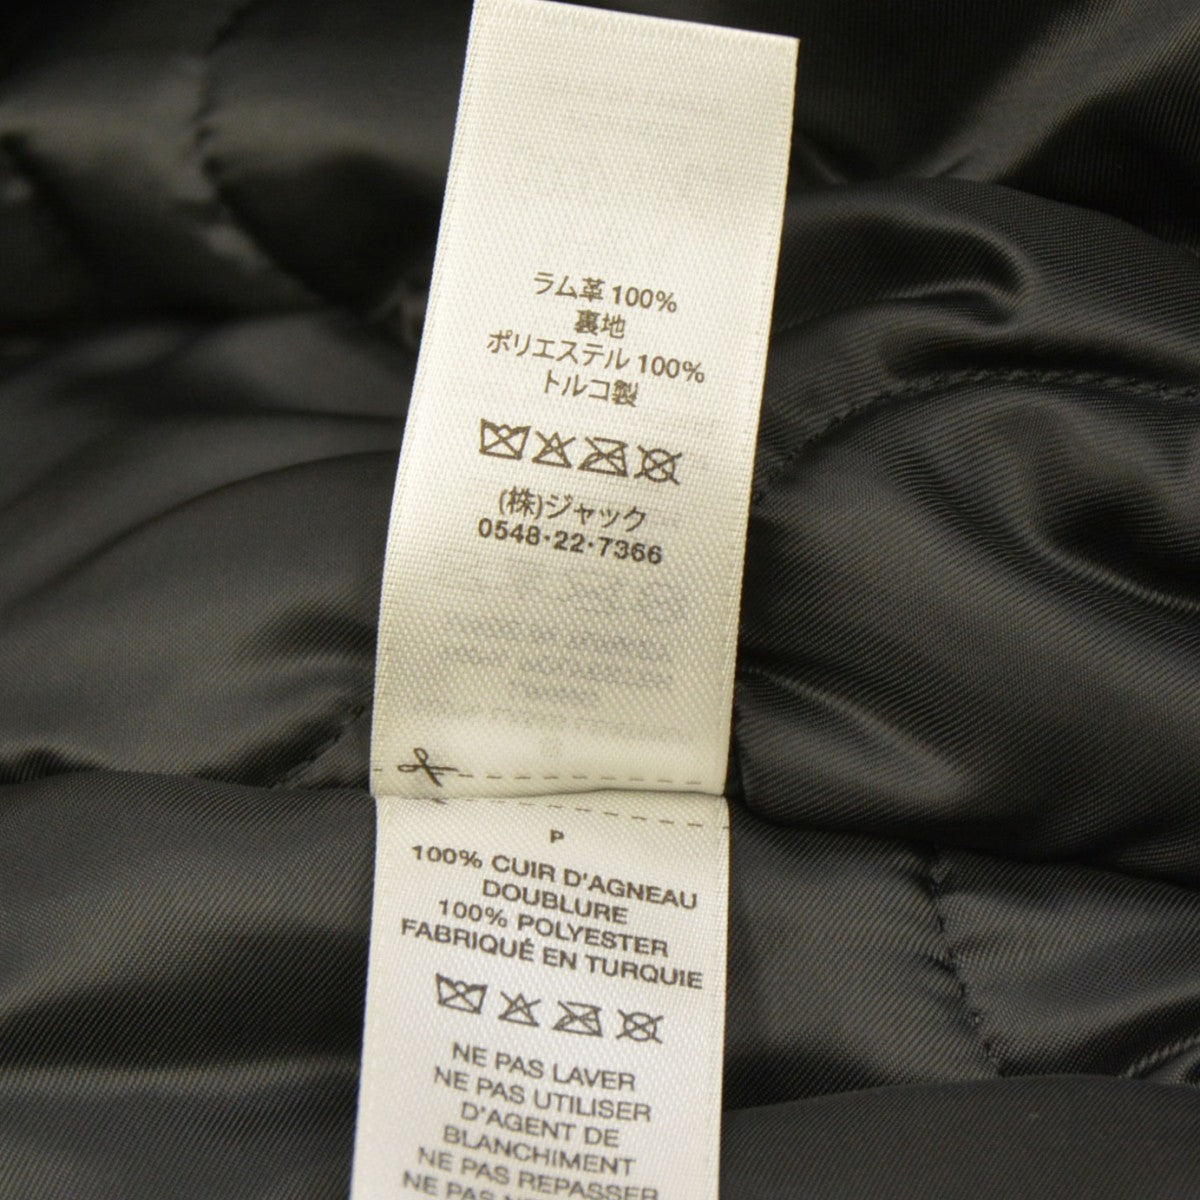 ラム革 100%
裏地
ポリエステル 100%
トルコ製
(株)ジャック
0548-22-7366
P
100% CUIR D'AGNEAU
DOUBLURE
100% POLYESTER
FABRIQUÉ EN TURQUIE
NE PAS LAVER
NE PAS UTILISER
D'AGENT DE
BLANCHIMENT
NE PAS REPASSER
NE PAS